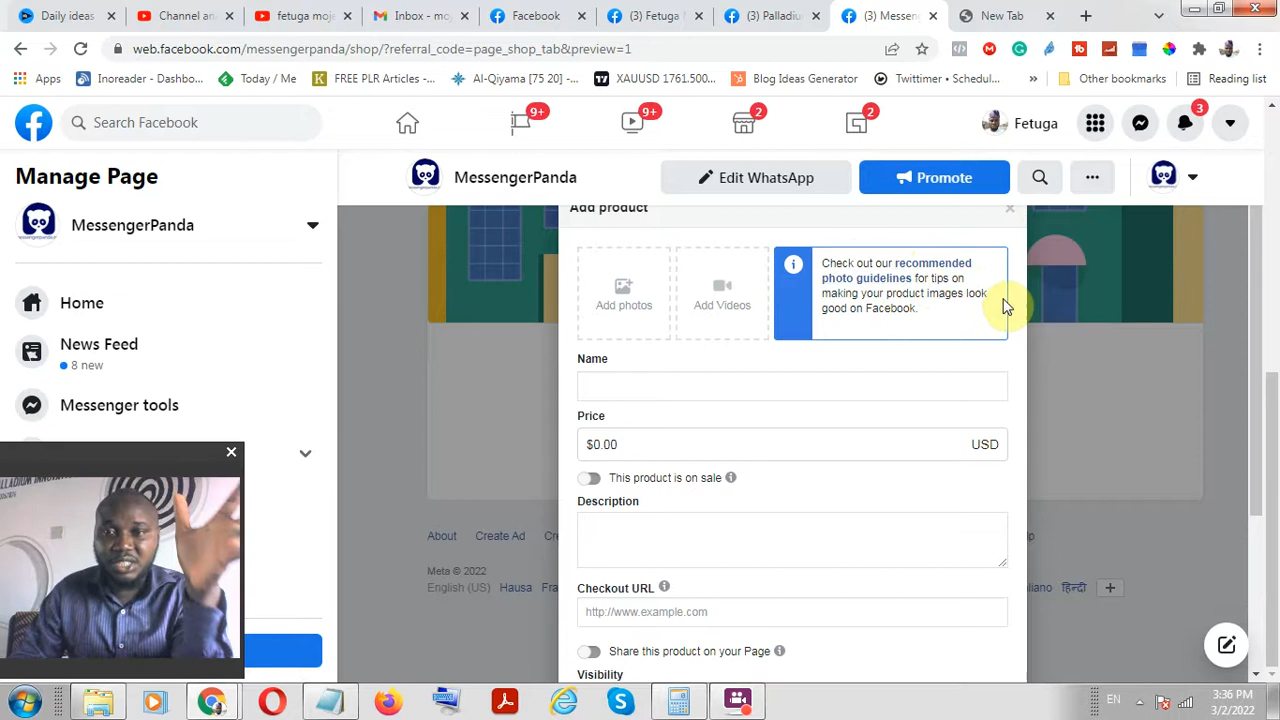 Daily ideas
Channel an
fetuga moj
Inbox - mo
Facebook
(3) Fetuga
(3) Palladiu
(3) Messen
New Tab
web.facebook.com/messengerpanda/shop/?referral_code=page_shop_tab&preview=1
Apps
Inoreader - Dashbo...
Today / Me
FREE PLR Articles -...
Al-Qiyama [75 20] -...
XAUUSD 1761.500...
Blog Ideas Generator
Twittimer • Schedul...
Other bookmarks
Reading list
Search Facebook
9+
9+
2
2
Fetuga
3
Manage Page
MessengerPanda
Edit WhatsApp
Promote
MessengerPanda
Home
News Feed
8 new
Messenger tools
Add product
Add photos
Add Videos
Check out our recommended
photo guidelines for tips on
making your product images look
good on Facebook.
Name
Price
$0.00
USD
This product is on sale
Description
Checkout URL
http://www.example.com
Share this product on your Page
Visibility
About
Create Ad
Meta © 2022
English (US)
Hausa
liano
हिन्दी
EN
3:36 PM
3/2/2022